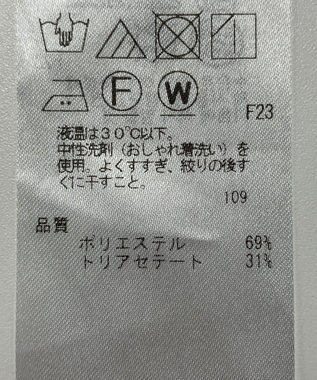 F W
F23
液温は30℃以下。
中性洗剤（おしゃれ着洗い）を
使用。よくすすぎ、絞りの後す
ぐに干すこと。
109
品質
ポリエステル 69%
トリアセテート 31%